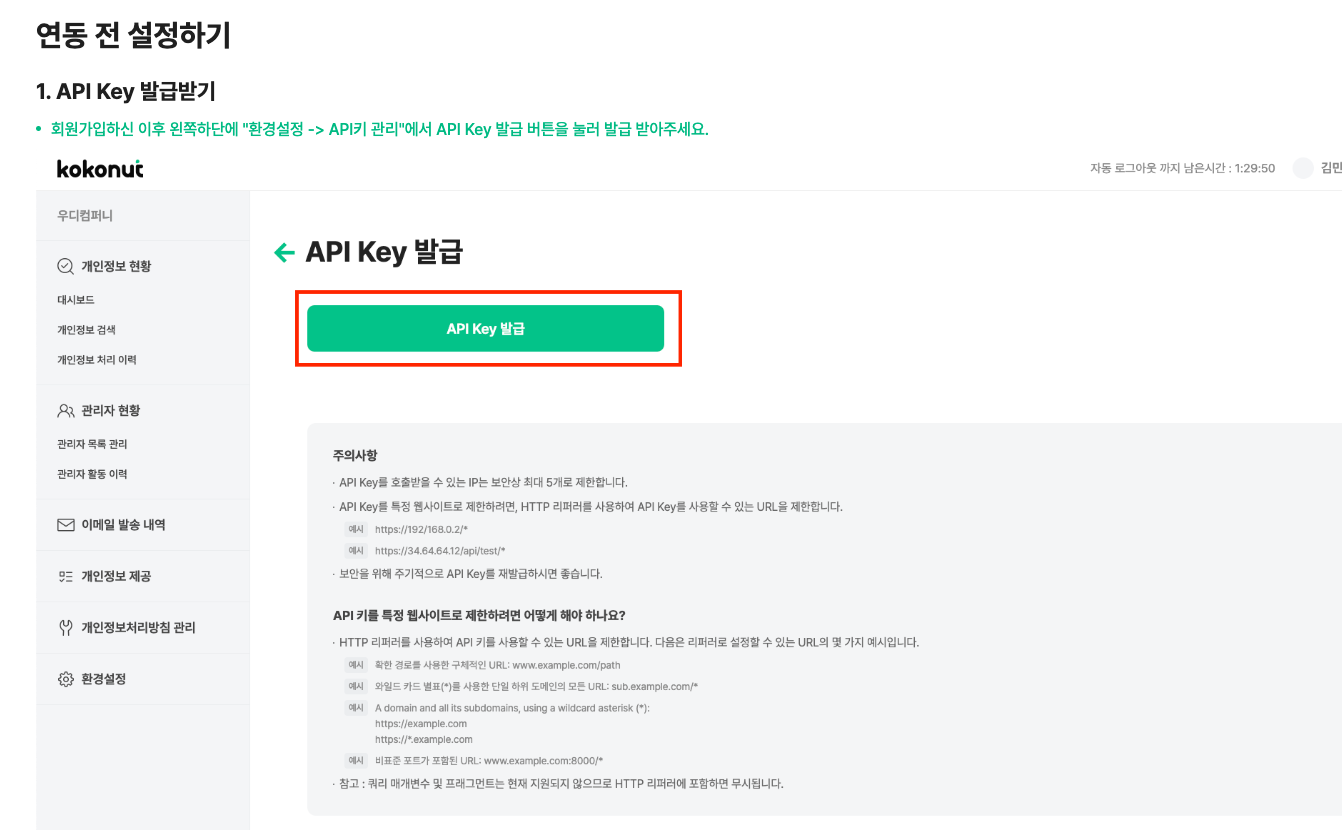 연동 전 설정하기
1. API Key 발급받기
• 회원가입하신 이후 왼쪽하단에 "환경설정 -> API키 관리"에서 API Key 발급 버튼을 눌러 발급 받아주세요.
kokonut
자동 로그아웃 까지 남은시간 : 1:29:50
김민
우디컴퍼니
개인정보 현황
대시보드
개인정보 검색
개인정보 처리 이력
관리자 현황
관리자 목록 관리
관리자 활동 이력
이메일 발송 내역
개인정보 제공
개인정보처리방침 관리
환경설정
← API Key 발급
API Key 발급
주의사항
· API Key를 호출받을 수 있는 IP는 보안상 최대 5개로 제한합니다.
· API Key를 특정 웹사이트로 제한하려면, HTTP 리퍼러를 사용하여 API Key를 사용할 수 있는 URL을 제한합니다.
예시 https://192/168.0.2/*
예시 https://34.64.64.12/api/test/*
· 보안을 위해 주기적으로 API Key를 재발급하시면 좋습니다.
API 키를 특정 웹사이트로 제한하려면 어떻게 해야 하나요?
· HTTP 리퍼러를 사용하여 API 키를 사용할 수 있는 URL을 제한합니다. 다음은 리퍼러로 설정할 수 있는 URL의 몇 가지 예시입니다.
예시 확한 경로를 사용한 구체적인 URL: www.example.com/path
예시 와일드 카드 별표(*)를 사용한 단일 하위 도메인의 모든 URL: sub.example.com/*
예시 A domain and all its subdomains, using a wildcard asterisk (*):
https://example.com
https://*.example.com
예시 비표준 포트가 포함된 URL: www.example.com:8000/*
· 참고 : 쿼리 매개변수 및 프래그먼트는 현재 지원되지 않으므로 HTTP 리퍼러에 포함하면 무시됩니다.